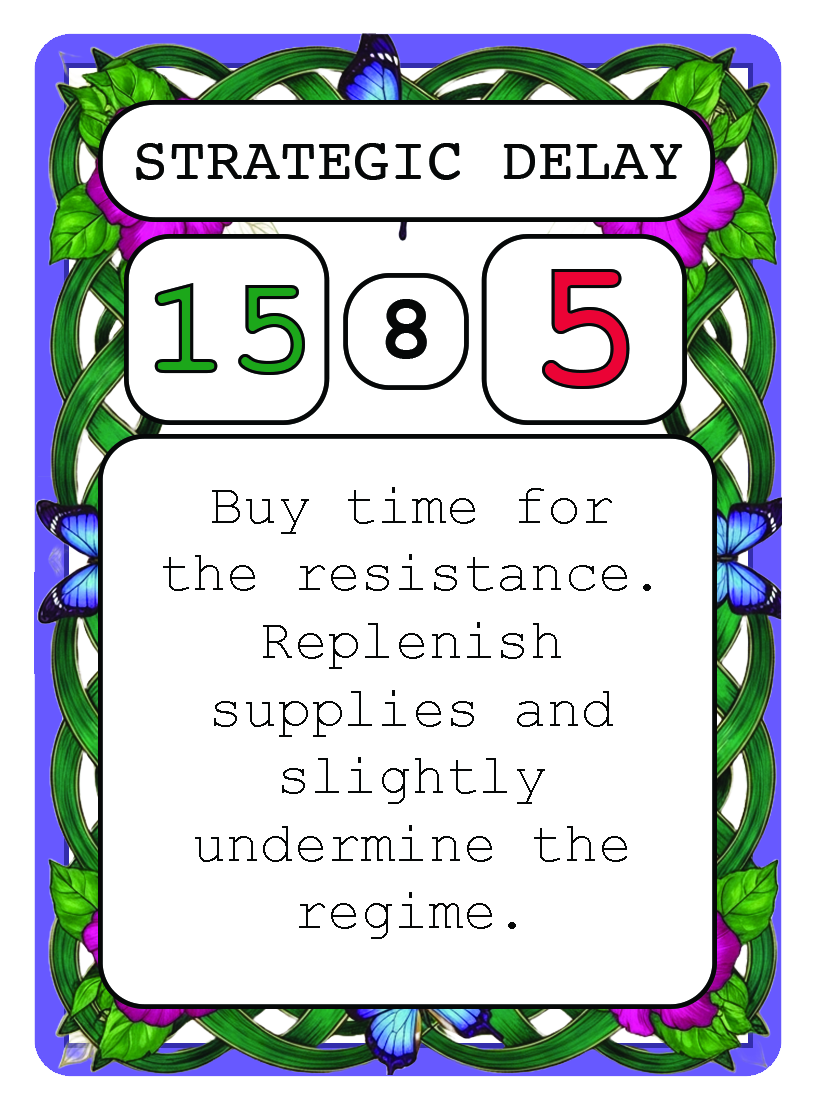 STRATEGIC DELAY
15 8 5
Buy time for
the resistance.
Replenish
supplies and
slightly
undermine the
regime.